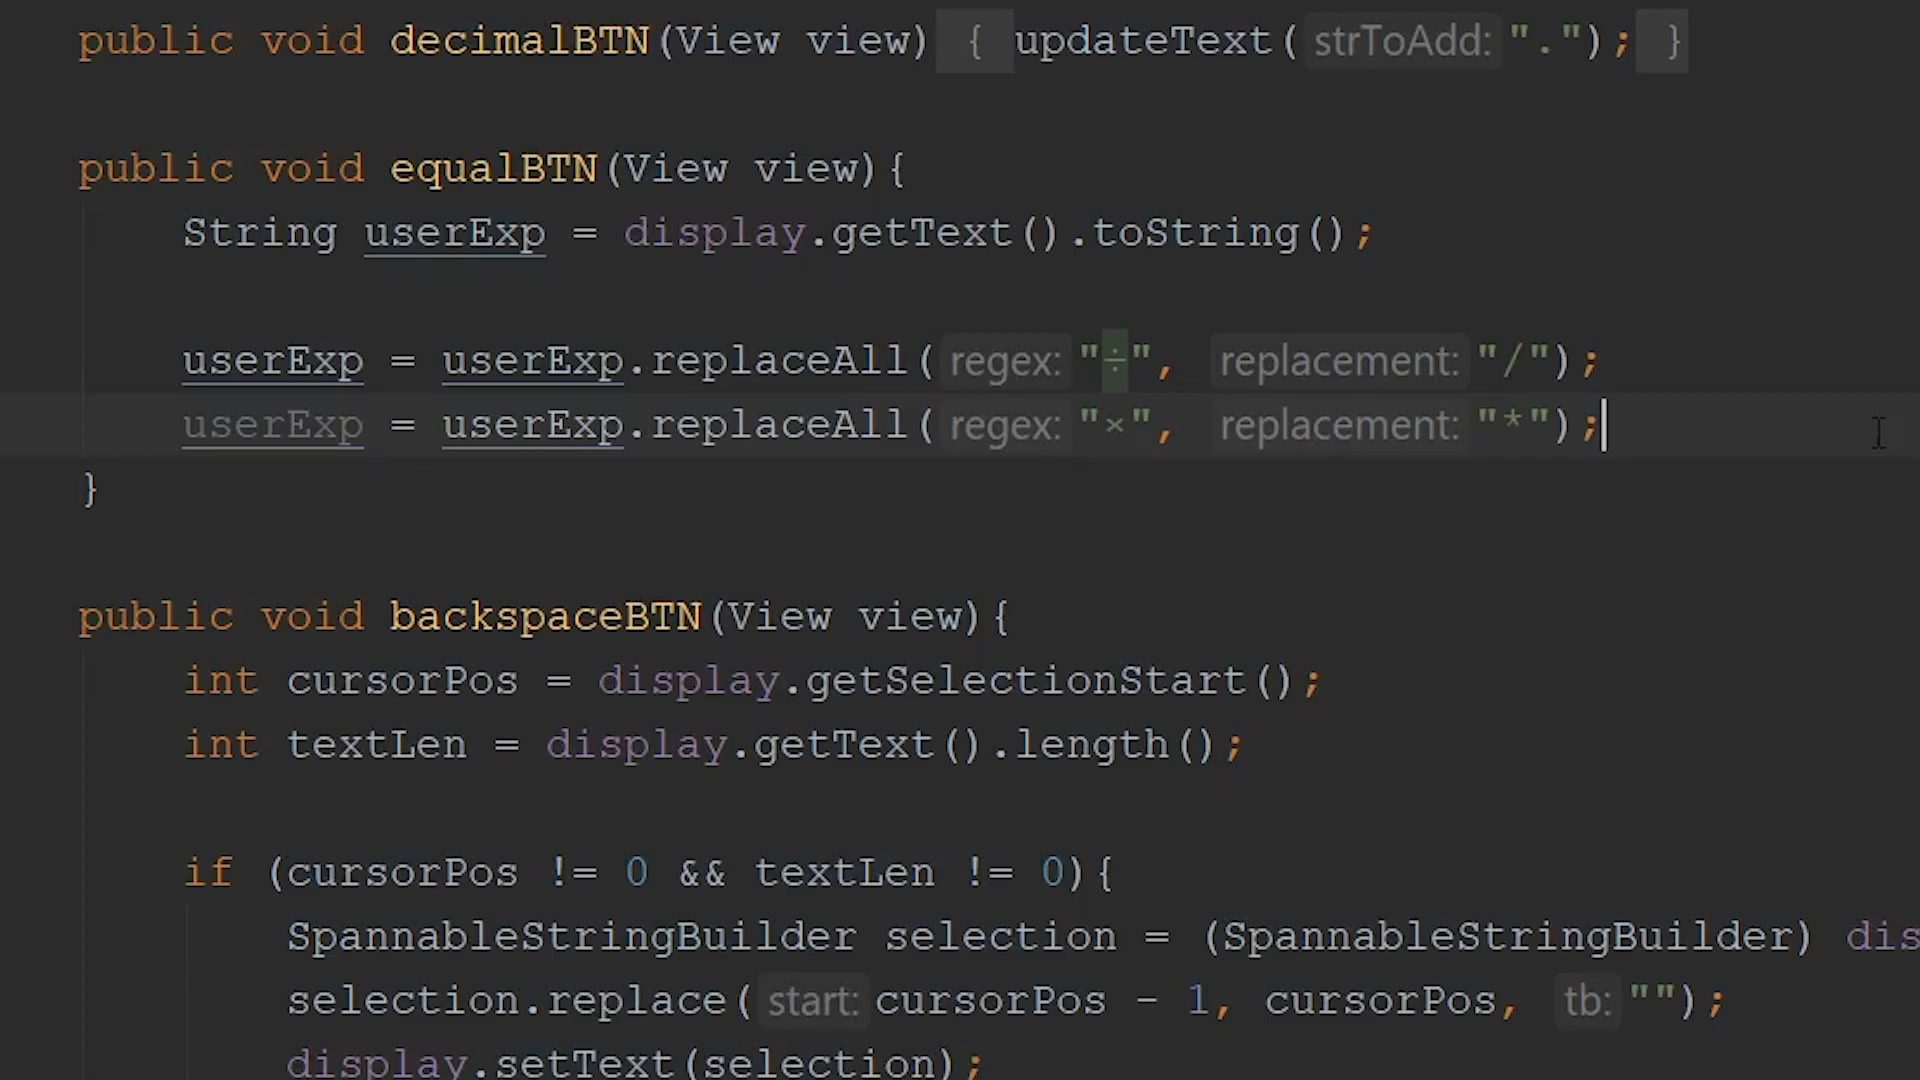 public void decimalBTN(View view) { updateText( strToAdd: "."); }
public void equalBTN(View view){
String userExp = display.getText().toString();
userExp = userExp.replaceAll( regex: "÷", replacement: "/");
userExp = userExp.replaceAll( regex: "×", replacement: "*");
}
public void backspaceBTN(View view){
int cursorPos = display.getSelectionStart();
int textLen = display.getText().length();
if (cursorPos != 0 && textLen != 0){
SpannableStringBuilder selection = (SpannableStringBuilder) dis
selection.replace( start: cursorPos - 1, cursorPos, tb: "");
display.setText(selection);